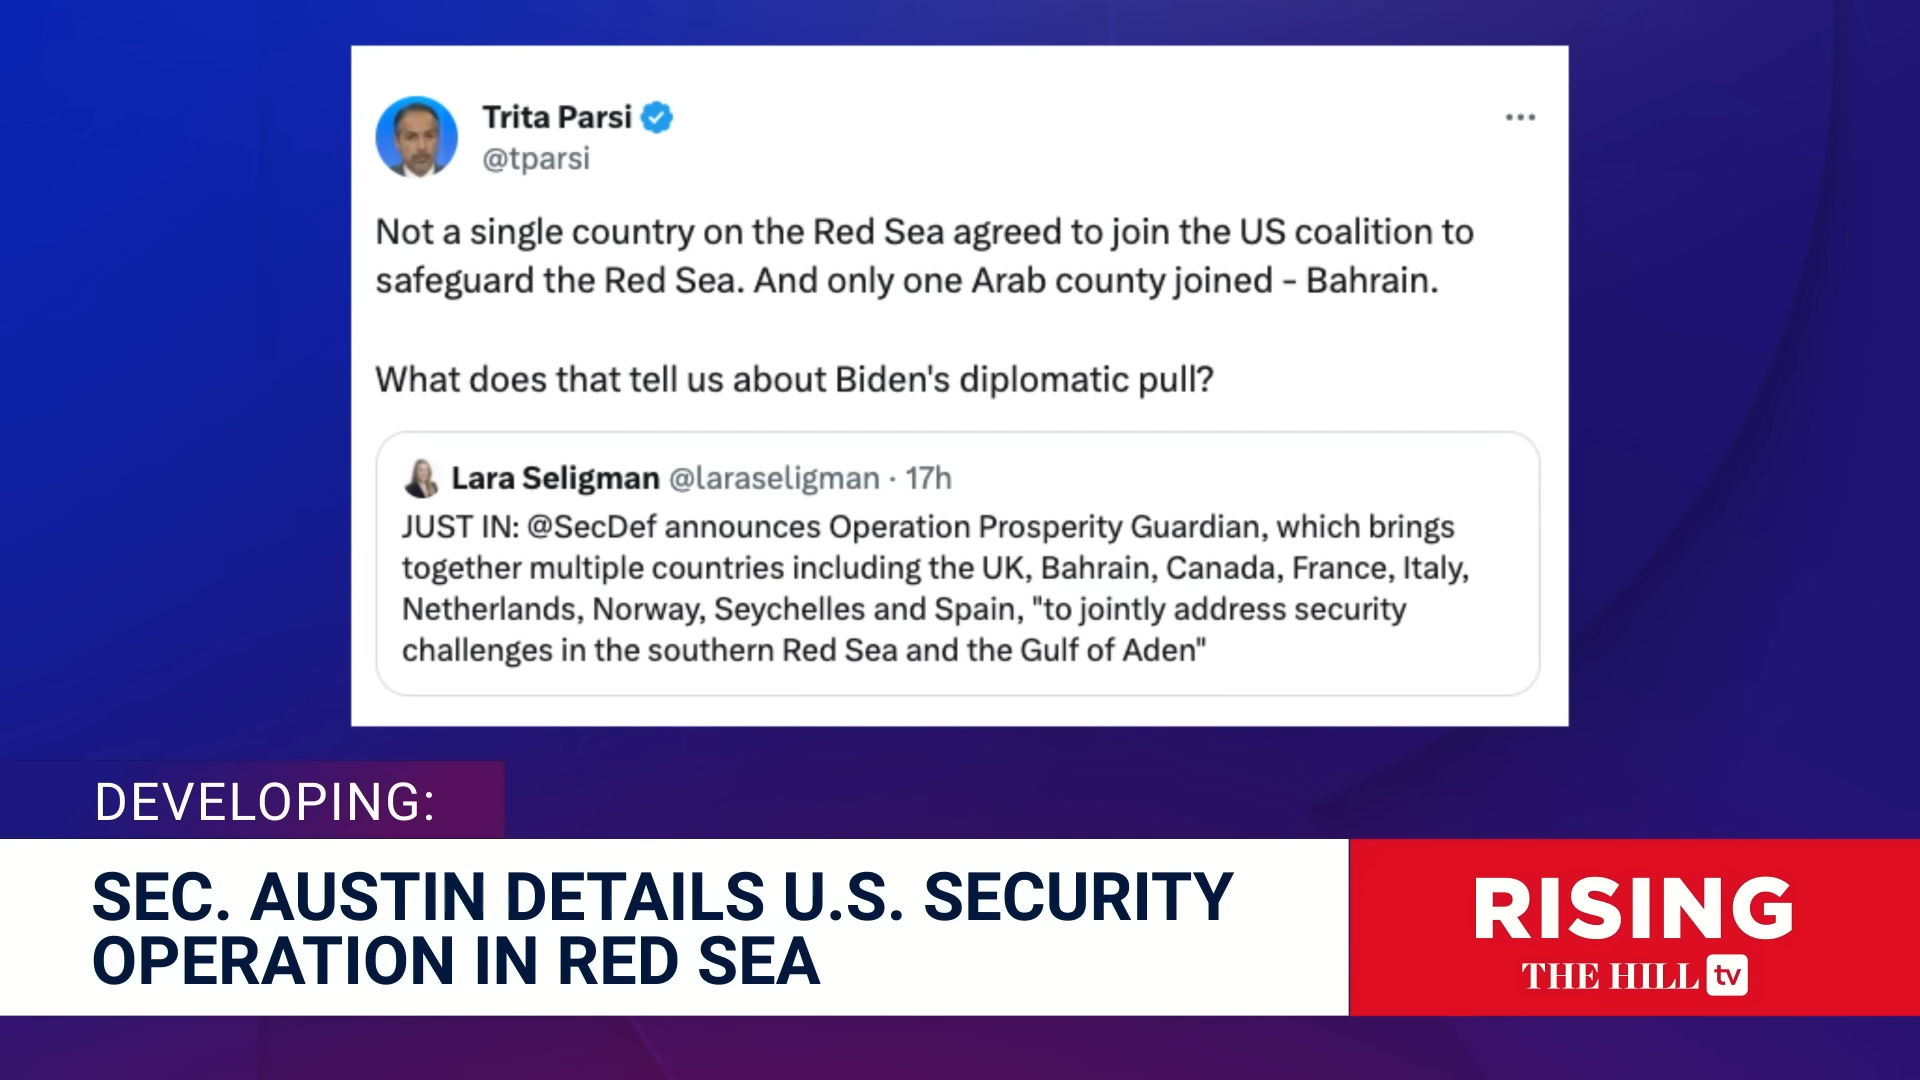 Trita Parsi
@tparsi
Not a single country on the Red Sea agreed to join the US coalition to
safeguard the Red Sea. And only one Arab county joined - Bahrain.
What does that tell us about Biden's diplomatic pull?
Lara Seligman @laraseligman · 17h
JUST IN: @SecDef announces Operation Prosperity Guardian, which brings
together multiple countries including the UK, Bahrain, Canada, France, Italy,
Netherlands, Norway, Seychelles and Spain, "to jointly address security
challenges in the southern Red Sea and the Gulf of Aden"
DEVELOPING:
SEC. AUSTIN DETAILS U.S. SECURITY
OPERATION IN RED SEA
RISING
THE HILL tv